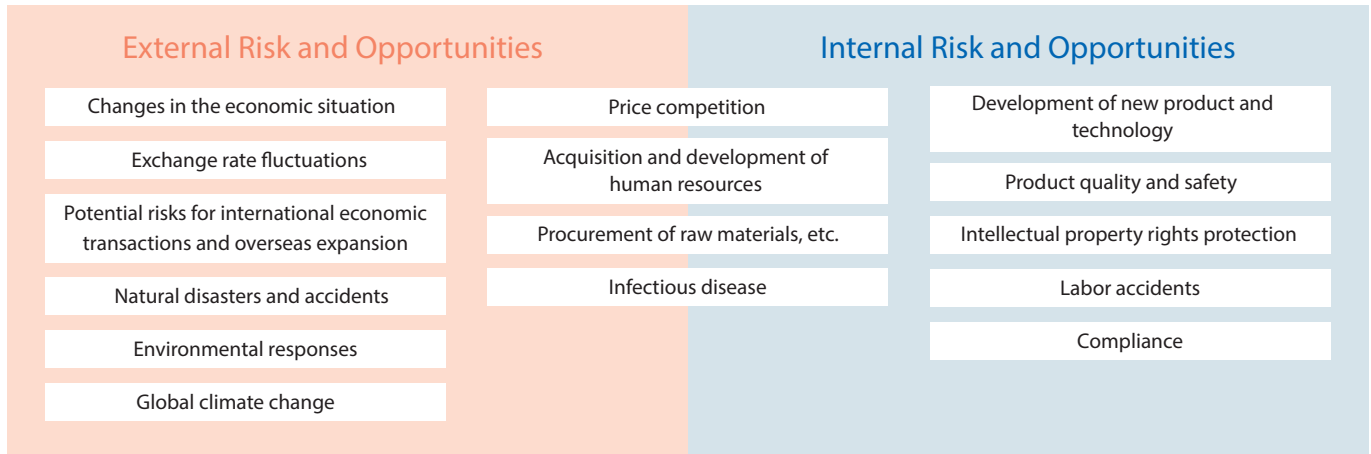 External Risk and Opportunities
Internal Risk and Opportunities
Changes in the economic situation
Exchange rate fluctuations
Potential risks for international economic
transactions and overseas expansion
Natural disasters and accidents
Environmental responses
Global climate change
Price competition
Acquisition and development of
human resources
Procurement of raw materials, etc.
Infectious disease
Development of new product and
technology
Product quality and safety
Intellectual property rights protection
Labor accidents
Compliance